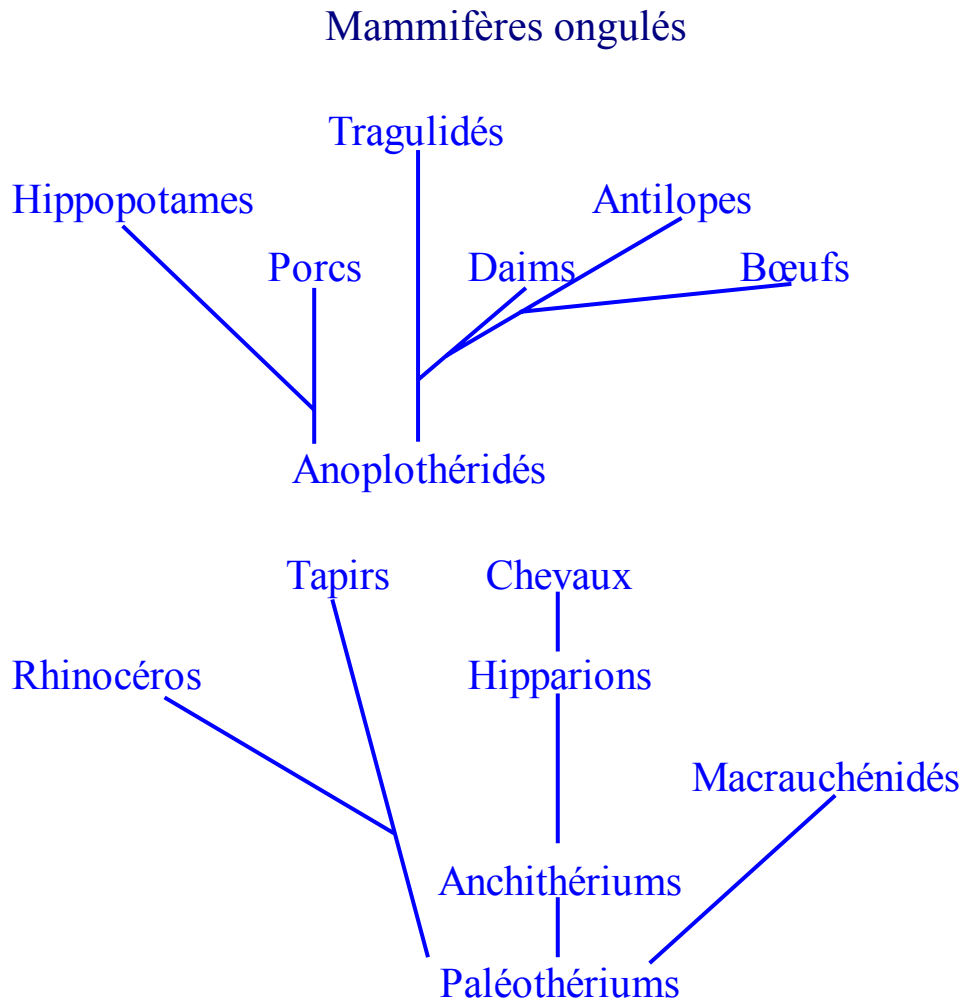 Mammifères ongulés
Tragulidés
Hippopotames
Antilopes
Porcs
Daims
Bœufs
Anoplothéridés
Tapirs
Chevaux
Rhinocéros
Hipparions
Macrauchénidés
Anchithériums
Paléothériums